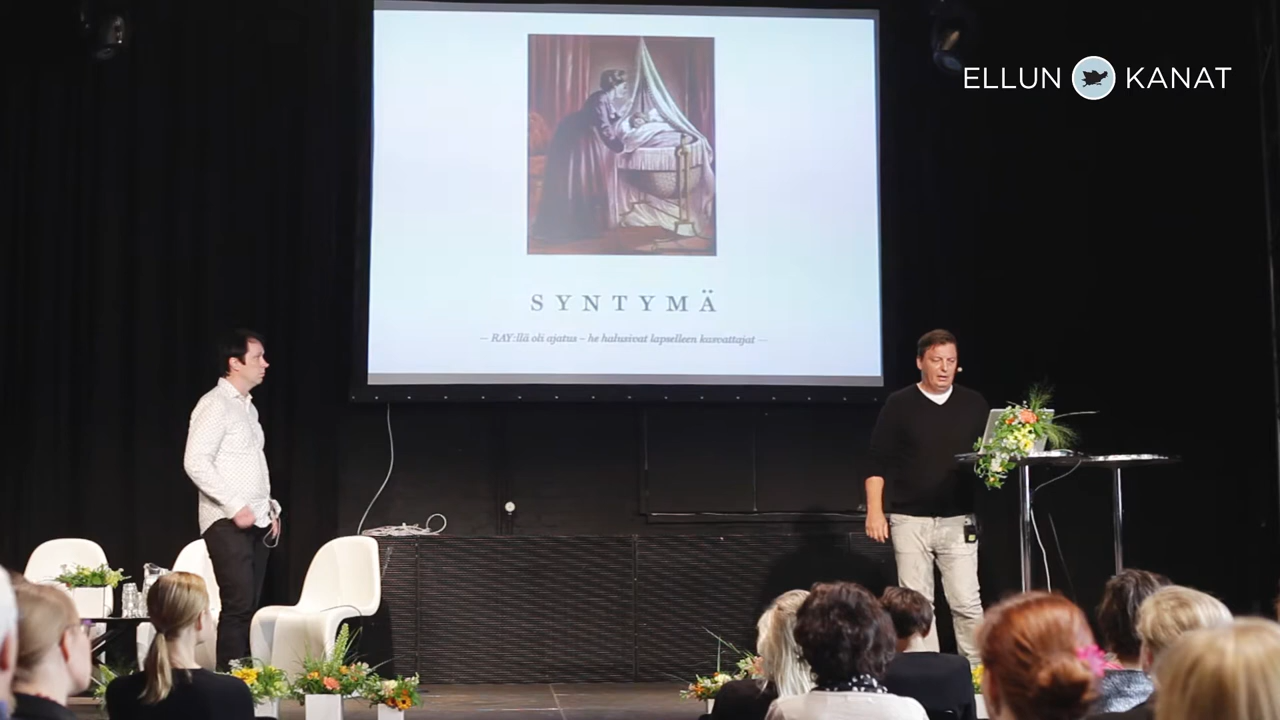 ELLUN KANAT
SYNTYMÄ
– RAY:llä oli ajatus – he halusivat lapselleen kasvattajat –